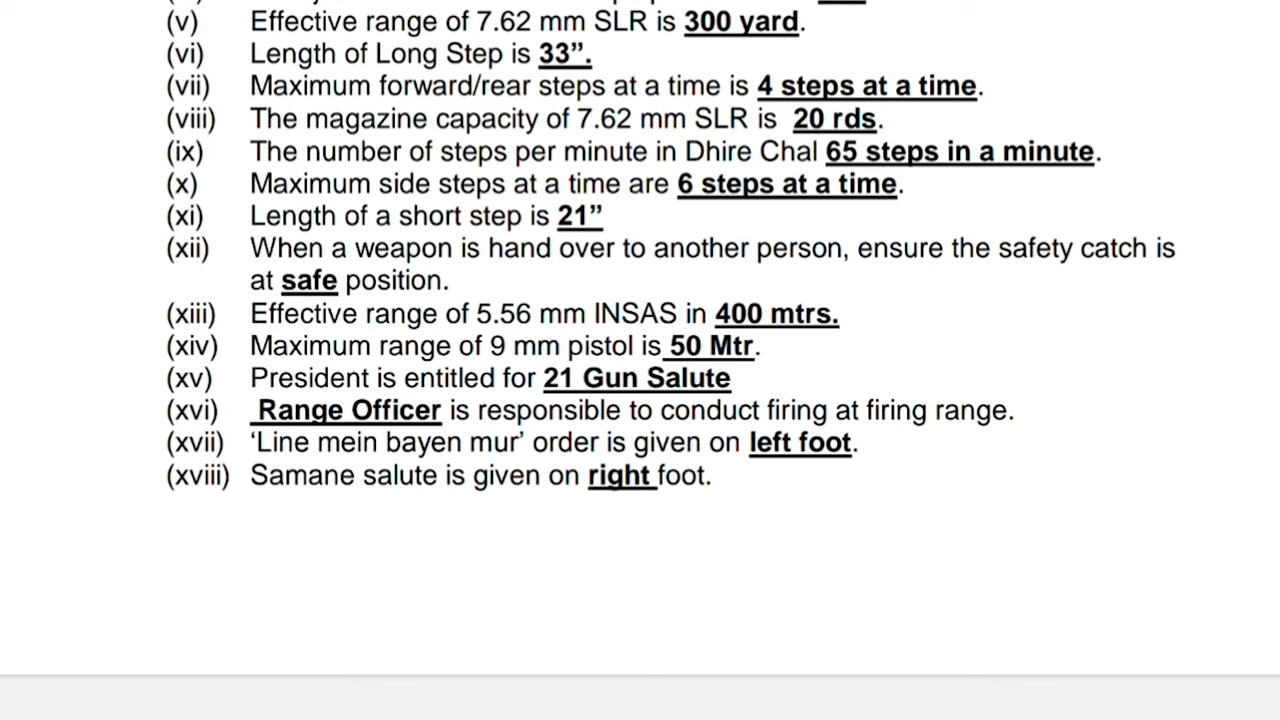 (v) Effective range of 7.62 mm SLR is 300 yard.
(vi) Length of Long Step is 33”.
(vii) Maximum forward/rear steps at a time is 4 steps at a time.
(viii) The magazine capacity of 7.62 mm SLR is 20 rds.
(ix) The number of steps per minute in Dhire Chal 65 steps in a minute.
(x) Maximum side steps at a time are 6 steps at a time.
(xi) Length of a short step is 21”
(xii) When a weapon is hand over to another person, ensure the safety catch is
at safe position.
(xiii) Effective range of 5.56 mm INSAS in 400 mtrs.
(xiv) Maximum range of 9 mm pistol is 50 Mtr.
(xv) President is entitled for 21 Gun Salute
(xvi) Range Officer is responsible to conduct firing at firing range.
(xvii) ‘Line mein bayen mur’ order is given on left foot.
(xviii) Samane salute is given on right foot.